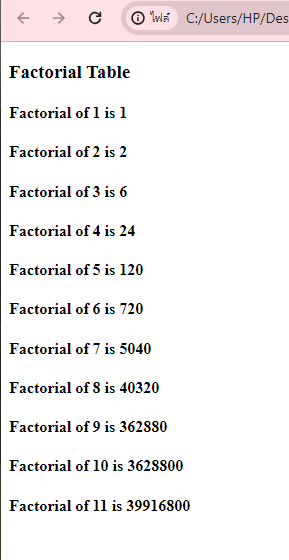 ไฟล์ C:/Users/HP/Des
Factorial Table
Factorial of 1 is 1
Factorial of 2 is 2
Factorial of 3 is 6
Factorial of 4 is 24
Factorial of 5 is 120
Factorial of 6 is 720
Factorial of 7 is 5040
Factorial of 8 is 40320
Factorial of 9 is 362880
Factorial of 10 is 3628800
Factorial of 11 is 39916800